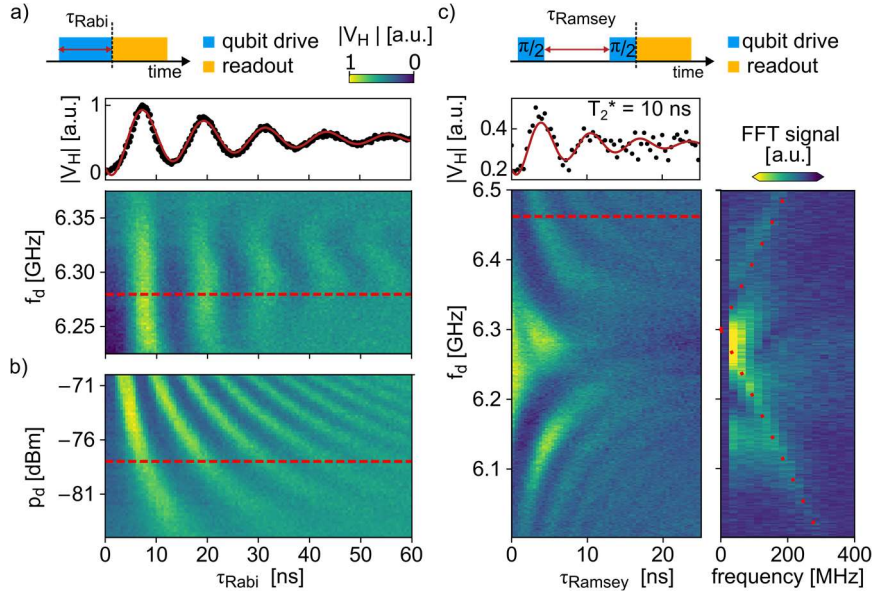 a)
τRabi
qubit drive
readout
time
|VH| [a.u.]
1 0
|VH| [a.u.]
1
0
fd [GHz]
6.35
6.30
6.25
b)
pd [dBm]
−71
−76
−81
0 10 20 30 40 50 60
τRabi [ns]
c)
τRamsey
π/2 π/2
qubit drive
readout
time
|VH| [a.u.]
0.4
0.2
T2* = 10 ns
FFT signal
[a.u.]
fd [GHz]
6.5
6.4
6.3
6.2
6.1
0 10 20
τRamsey [ns]
0 200 400
frequency [MHz]